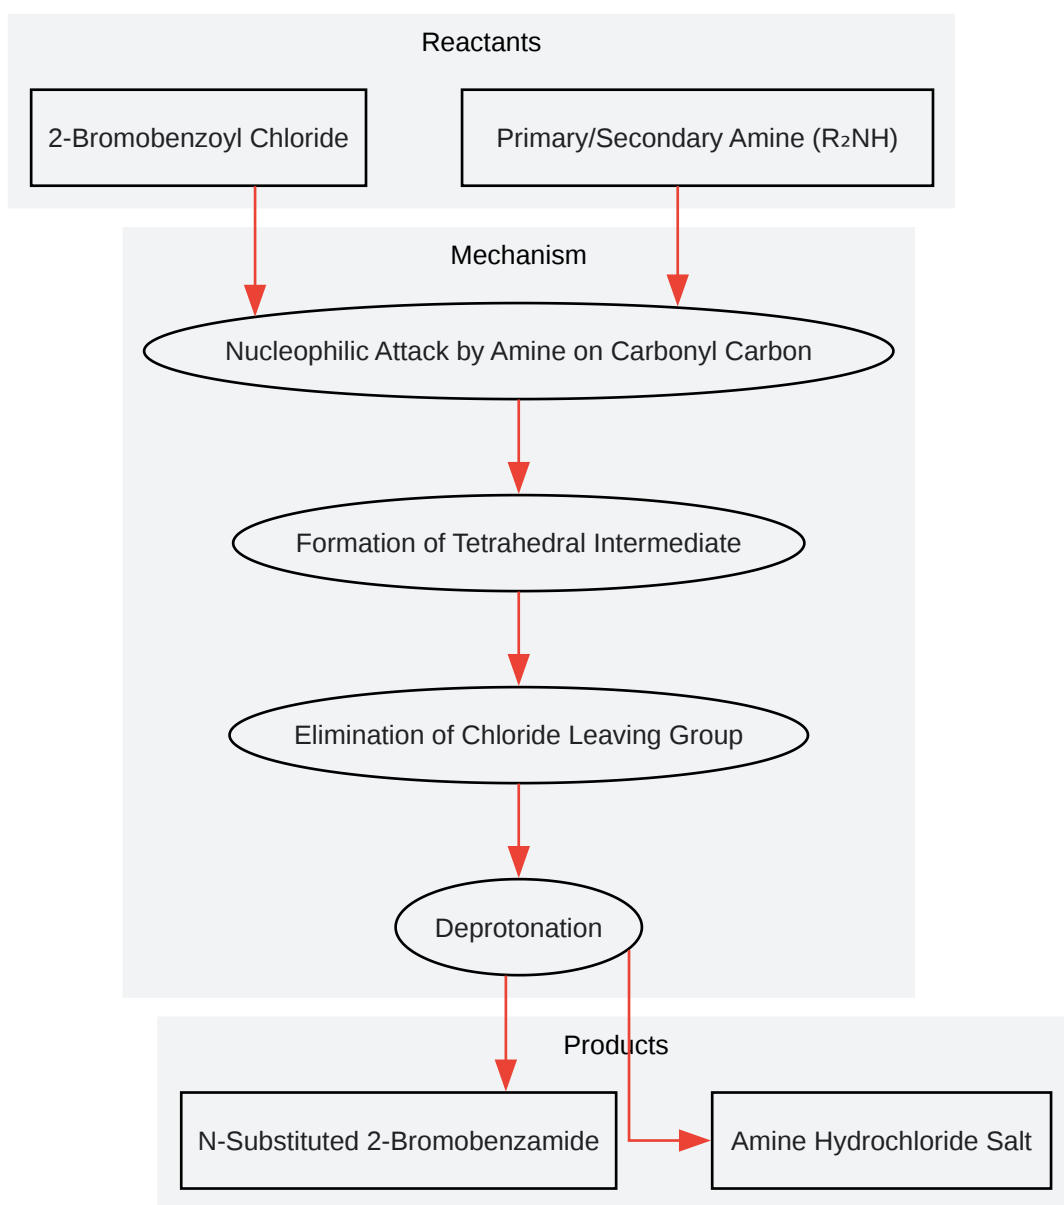 Reactants
2-Bromobenzoyl Chloride
Primary/Secondary Amine (R₂NH)
Mechanism
Nucleophilic Attack by Amine on Carbonyl Carbon
Formation of Tetrahedral Intermediate
Elimination of Chloride Leaving Group
Deprotonation
Products
N-Substituted 2-Bromobenzamide
Amine Hydrochloride Salt